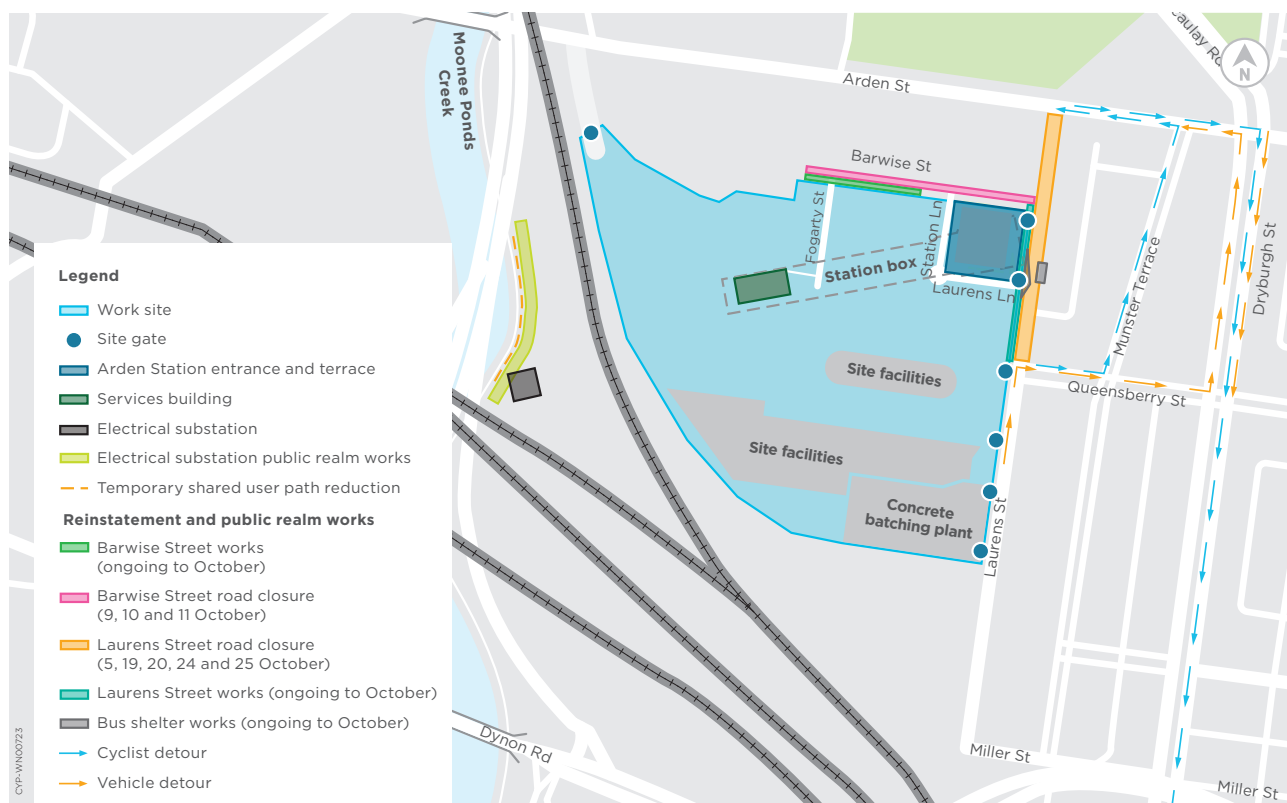 Moonee Ponds
Creek
caulay Rd
N
Arden St
Barwise St
Fogarty St
Station Ln
Station box
Laurens Ln
Munster Terrace
Dryburgh St
Queensberry St
Site facilities
Site facilities
Concrete
batching plant
Laurens St
Miller St
Miller St
Dynon Rd
Legend
Work site
Site gate
Arden Station entrance and terrace
Services building
Electrical substation
Electrical substation public realm works
Temporary shared user path reduction
Reinstatement and public realm works
Barwise Street works
(ongoing to October)
Barwise Street road closure
(9, 10 and 11 October)
Laurens Street road closure
(5, 19, 20, 24 and 25 October)
Laurens Street works (ongoing to October)
Bus shelter works (ongoing to October)
Cyclist detour
Vehicle detour
CYP-WN00723